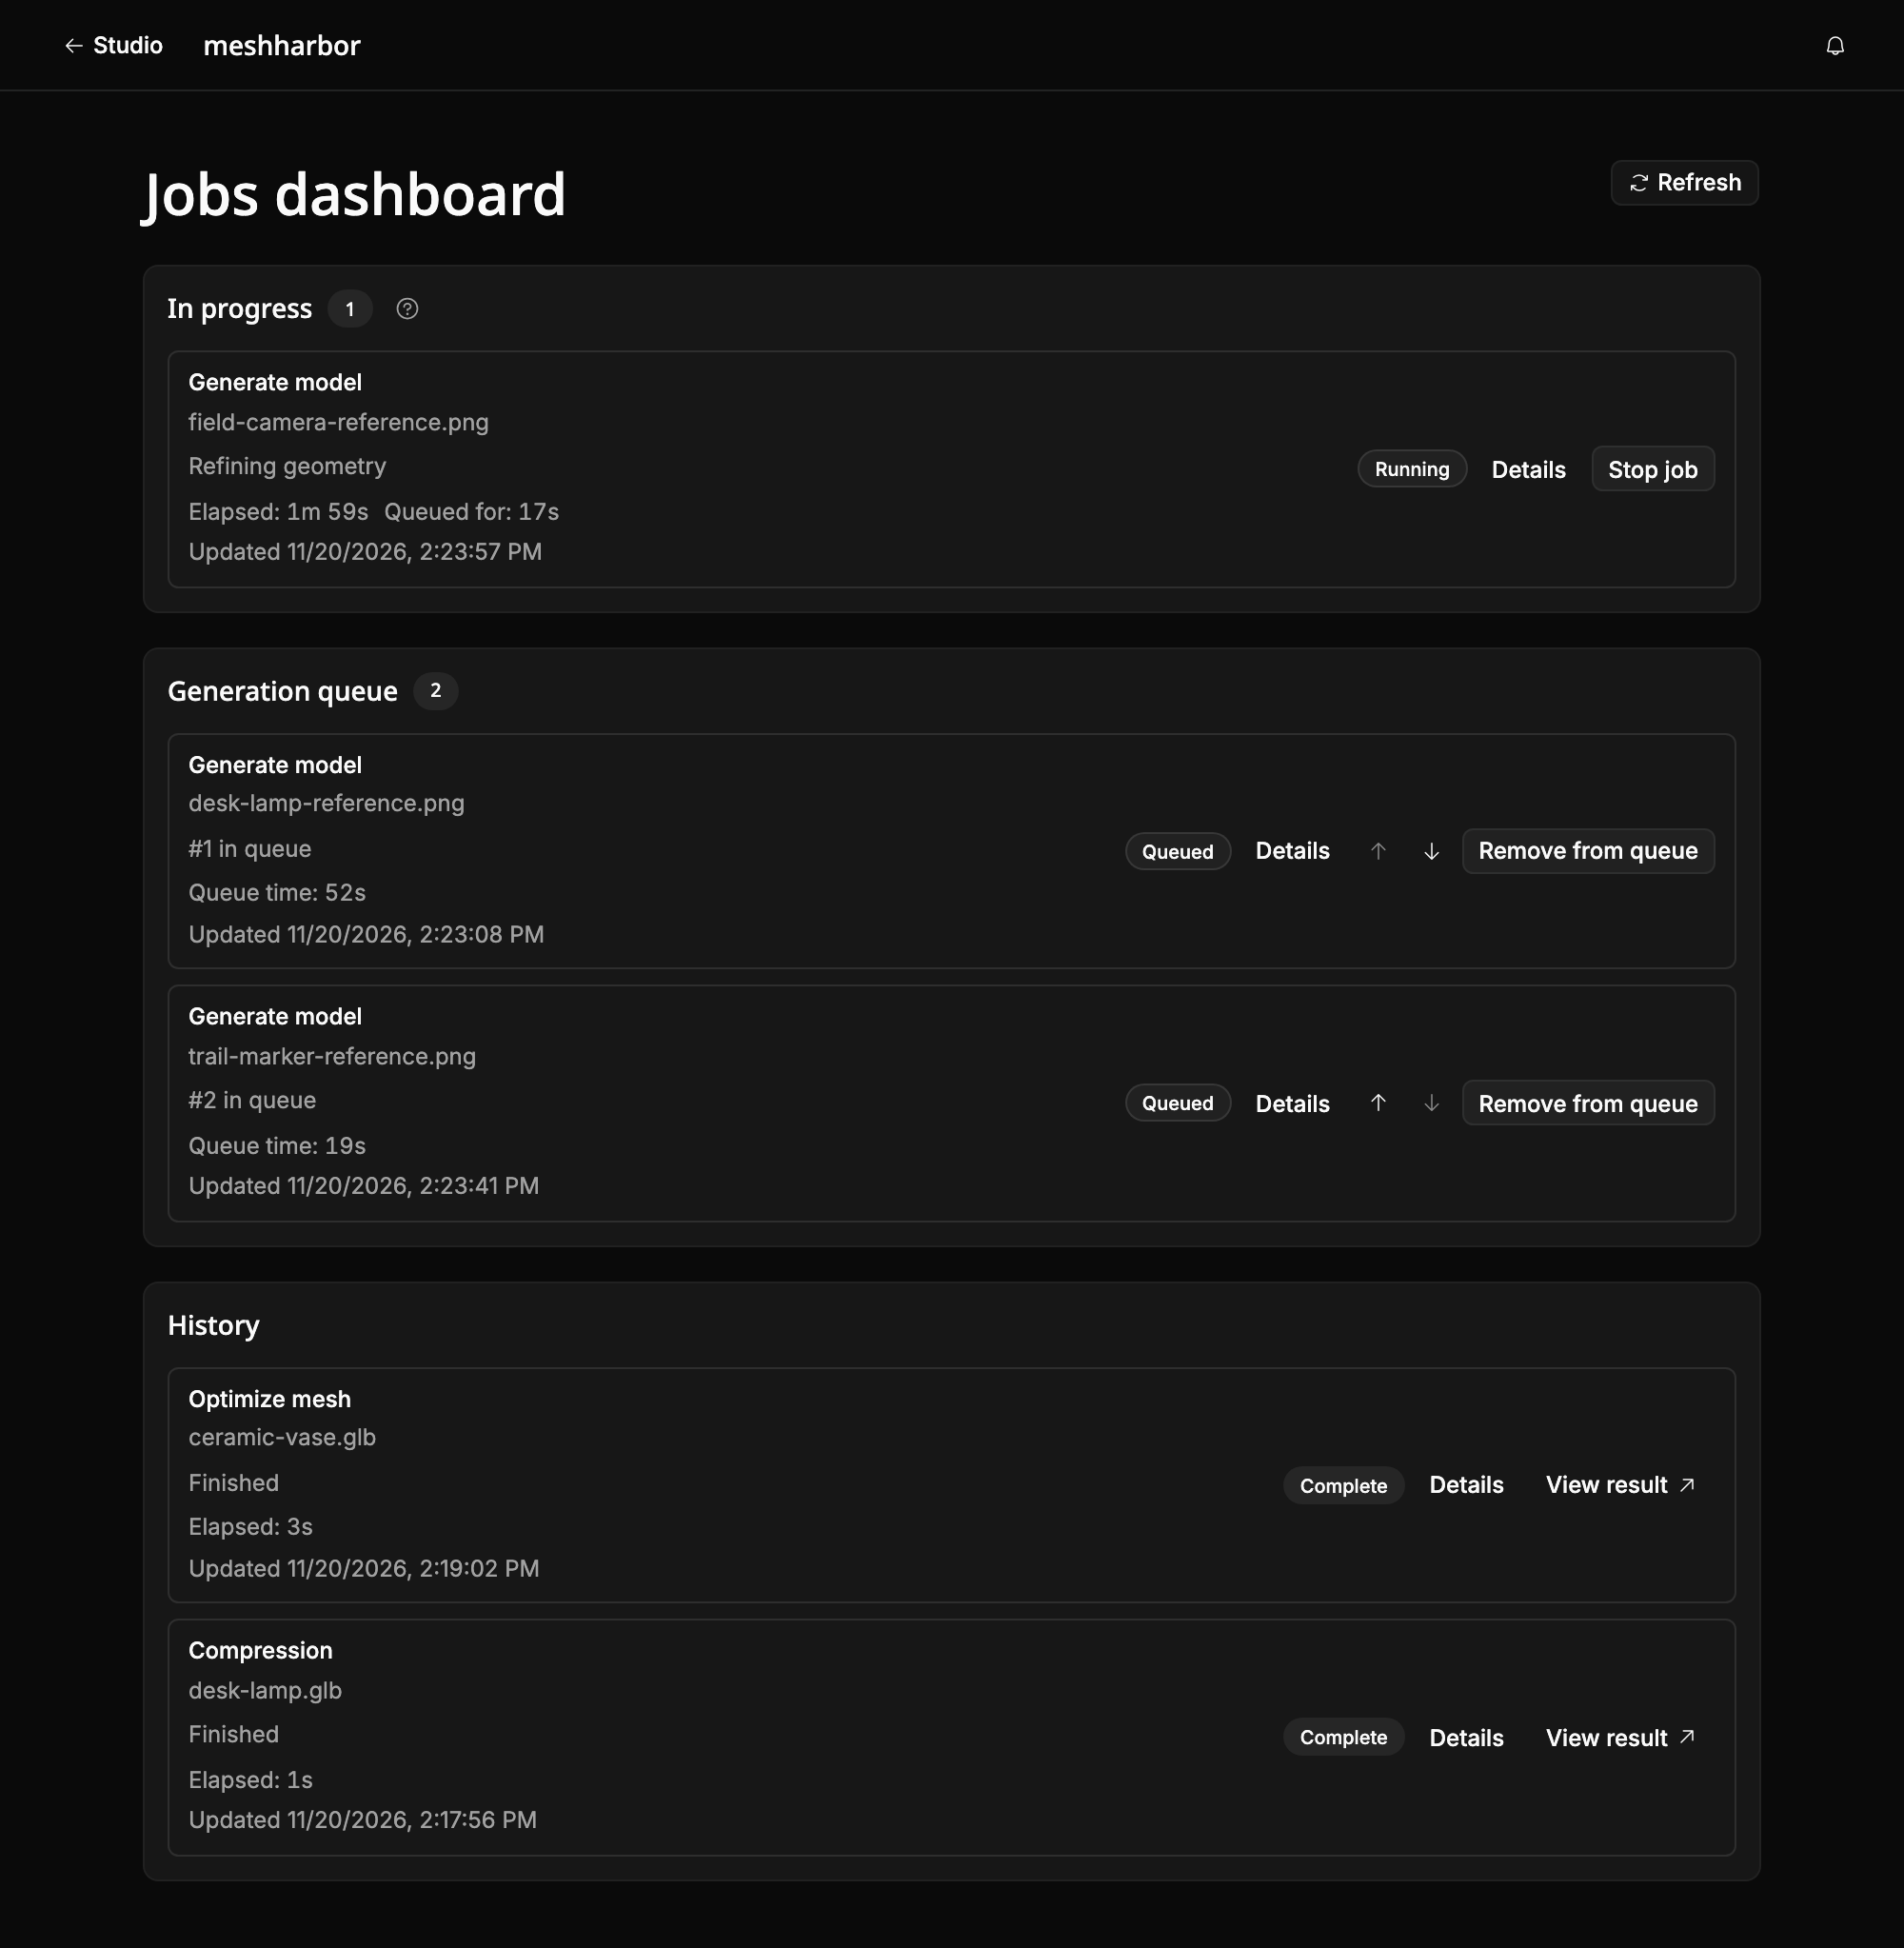 Studio meshharbor
Jobs dashboard
Refresh
In progress 1
Generate model
field-camera-reference.png
Refining geometry
Elapsed: 1m 59s Queued for: 17s
Updated 11/20/2026, 2:23:57 PM
Running Details Stop job
Generation queue 2
Generate model
desk-lamp-reference.png
#1 in queue
Queue time: 52s
Updated 11/20/2026, 2:23:08 PM
Queued Details Remove from queue
Generate model
trail-marker-reference.png
#2 in queue
Queue time: 19s
Updated 11/20/2026, 2:23:41 PM
Queued Details Remove from queue
History
Optimize mesh
ceramic-vase.glb
Finished
Elapsed: 3s
Updated 11/20/2026, 2:19:02 PM
Complete Details View result
Compression
desk-lamp.glb
Finished
Elapsed: 1s
Updated 11/20/2026, 2:17:56 PM
Complete Details View result